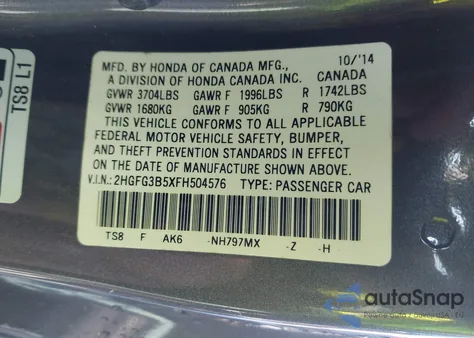 TS8 L1
MFD. BY HONDA OF CANADA MFG., 10/'14
A DIVISION OF HONDA CANADA INC. CANADA
GVWR 3704LBS GAWR F 1996LBS R 1742LBS
GVWR 1680KG GAWR F 905KG R 790KG
THIS VEHICLE CONFORMS TO ALL APPLICABLE
FEDERAL MOTOR VEHICLE SAFETY, BUMPER,
AND THEFT PREVENTION STANDARDS IN EFFECT
ON THE DATE OF MANUFACTURE SHOWN ABOVE.
V.I.N.: 2HGFG3B5XFH504576 TYPE: PASSENGER CAR
TS8 F AK6 -NH797MX -Z -H
autoSnap